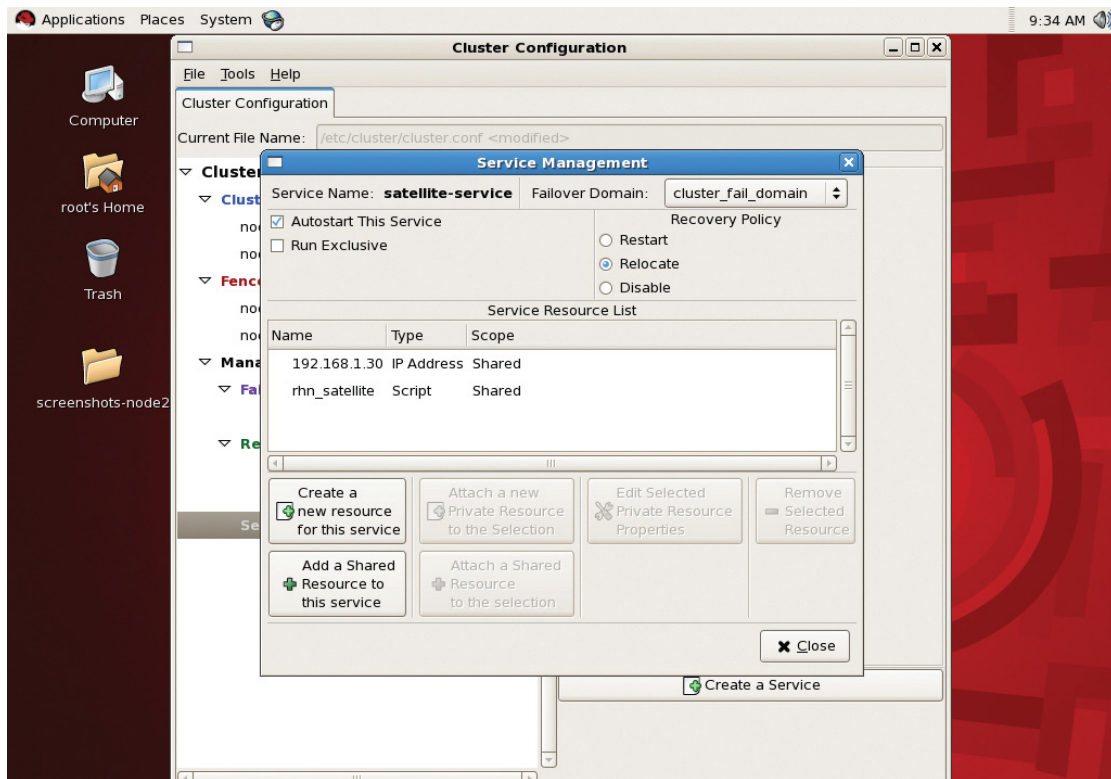 Applications Places System
9:34 AM
Computer
root's Home
Trash
screenshots-node2
Cluster Configuration
File Tools Help
Cluster Configuration
Current File Name: /etc/cluster/cluster.conf <modified>
Service Management
Service Name: satellite-service Failover Domain: cluster_fail_domain
Autostart This Service
Run Exclusive
Recovery Policy
Restart
Relocate
Disable
Service Resource List
Name Type Scope
192.168.1.30 IP Address Shared
rhn_satellite Script Shared
Create a
new resource
for this service
Attach a new
Private Resource
to the Selection
Edit Selected
Private Resource
Properties
Remove
Selected
Resource
Add a Shared
Resource to
this service
Attach a Shared
Resource
to the selection
Close
Create a Service